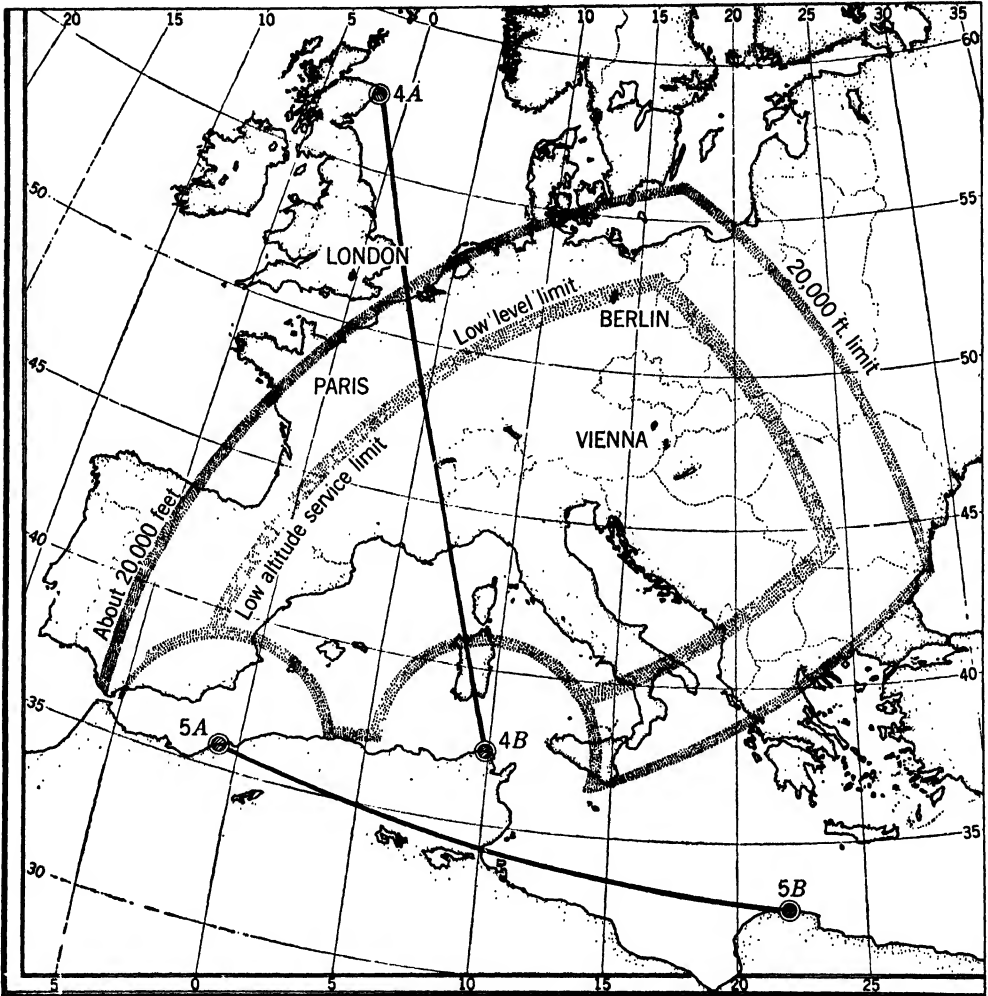 20 15 10 5 0 10 15 20 25 30 35
60
4A
50
55
LONDON
20,000 ft. limit
Low level limit
BERLIN
50
45
PARIS
VIENNA
45
Low altitude service limit
About 20,000 feet
40
40
35
5A
4B
35
30
5B
5 0 5 10 15 20 25